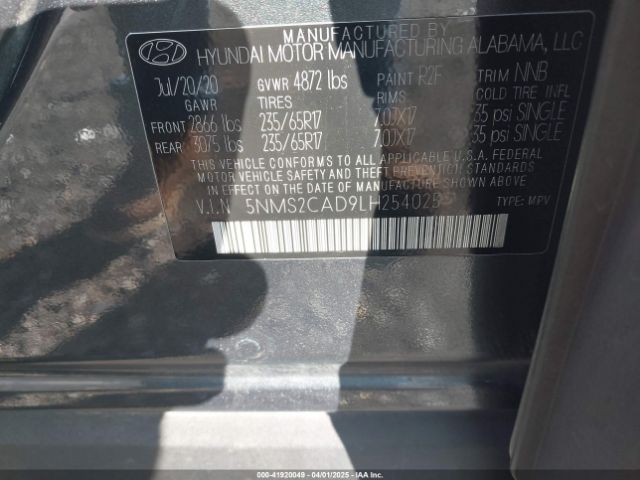 MANUFACTURED BY
HYUNDAI MOTOR MANUFACTURING ALABAMA, LLC
Jul/20/20 GVWR 4872 lbs PAINT R2F TRIM NNB
GAWR TIRES RIMS COLD TIRE INFL
FRONT 2866 lbs 235/65R17 7.0JX17 35 psi SINGLE
REAR 3075 lbs 235/65R17 7.0JX17 35 psi SINGLE
THIS VEHICLE CONFORMS TO ALL APPLICABLE U.S.A. FEDERAL
MOTOR VEHICLE SAFETY AND THEFT PREVENTION STANDARDS
IN EFFECT ON THE DATE OF MANUFACTURE SHOWN ABOVE.
V.I.N TYPE: MPV
000-41920049 04/01/2025 IAAI.COM